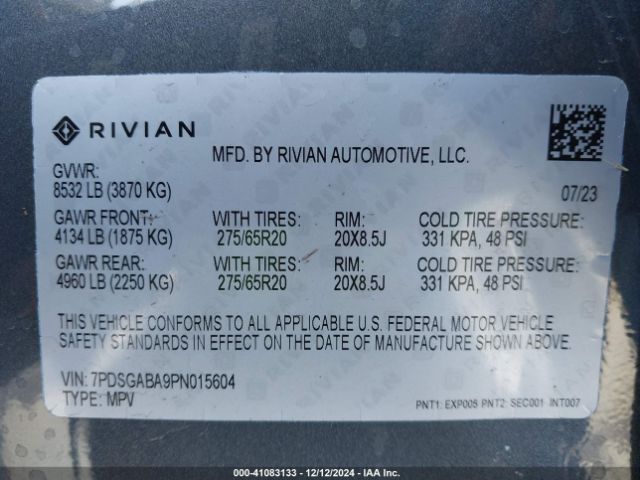 RIVIAN
MFD. BY RIVIAN AUTOMOTIVE, LLC.
GVWR:
8532 LB (3870 KG)
07/23
GAWR FRONT: WITH TIRES: RIM: COLD TIRE PRESSURE:
4134 LB (1875 KG) 275/65R20 20X8.5J 331 KPA, 48 PSI
GAWR REAR: WITH TIRES: RIM: COLD TIRE PRESSURE:
4960 LB (2250 KG) 275/65R20 20X8.5J 331 KPA, 48 PSI
THIS VEHICLE CONFORMS TO ALL APPLICABLE U.S. FEDERAL MOTOR VEHICLE
SAFETY STANDARDS IN EFFECT ON THE DATE OF MANUFACTURE SHOWN ABOVE.
VIN: 7PDSGABA9PN015604
TYPE: MPV
PNT1: EXP005 PNT2: SEC001 INT007
000-41083133 - 12/12/2024 - IAA Inc.